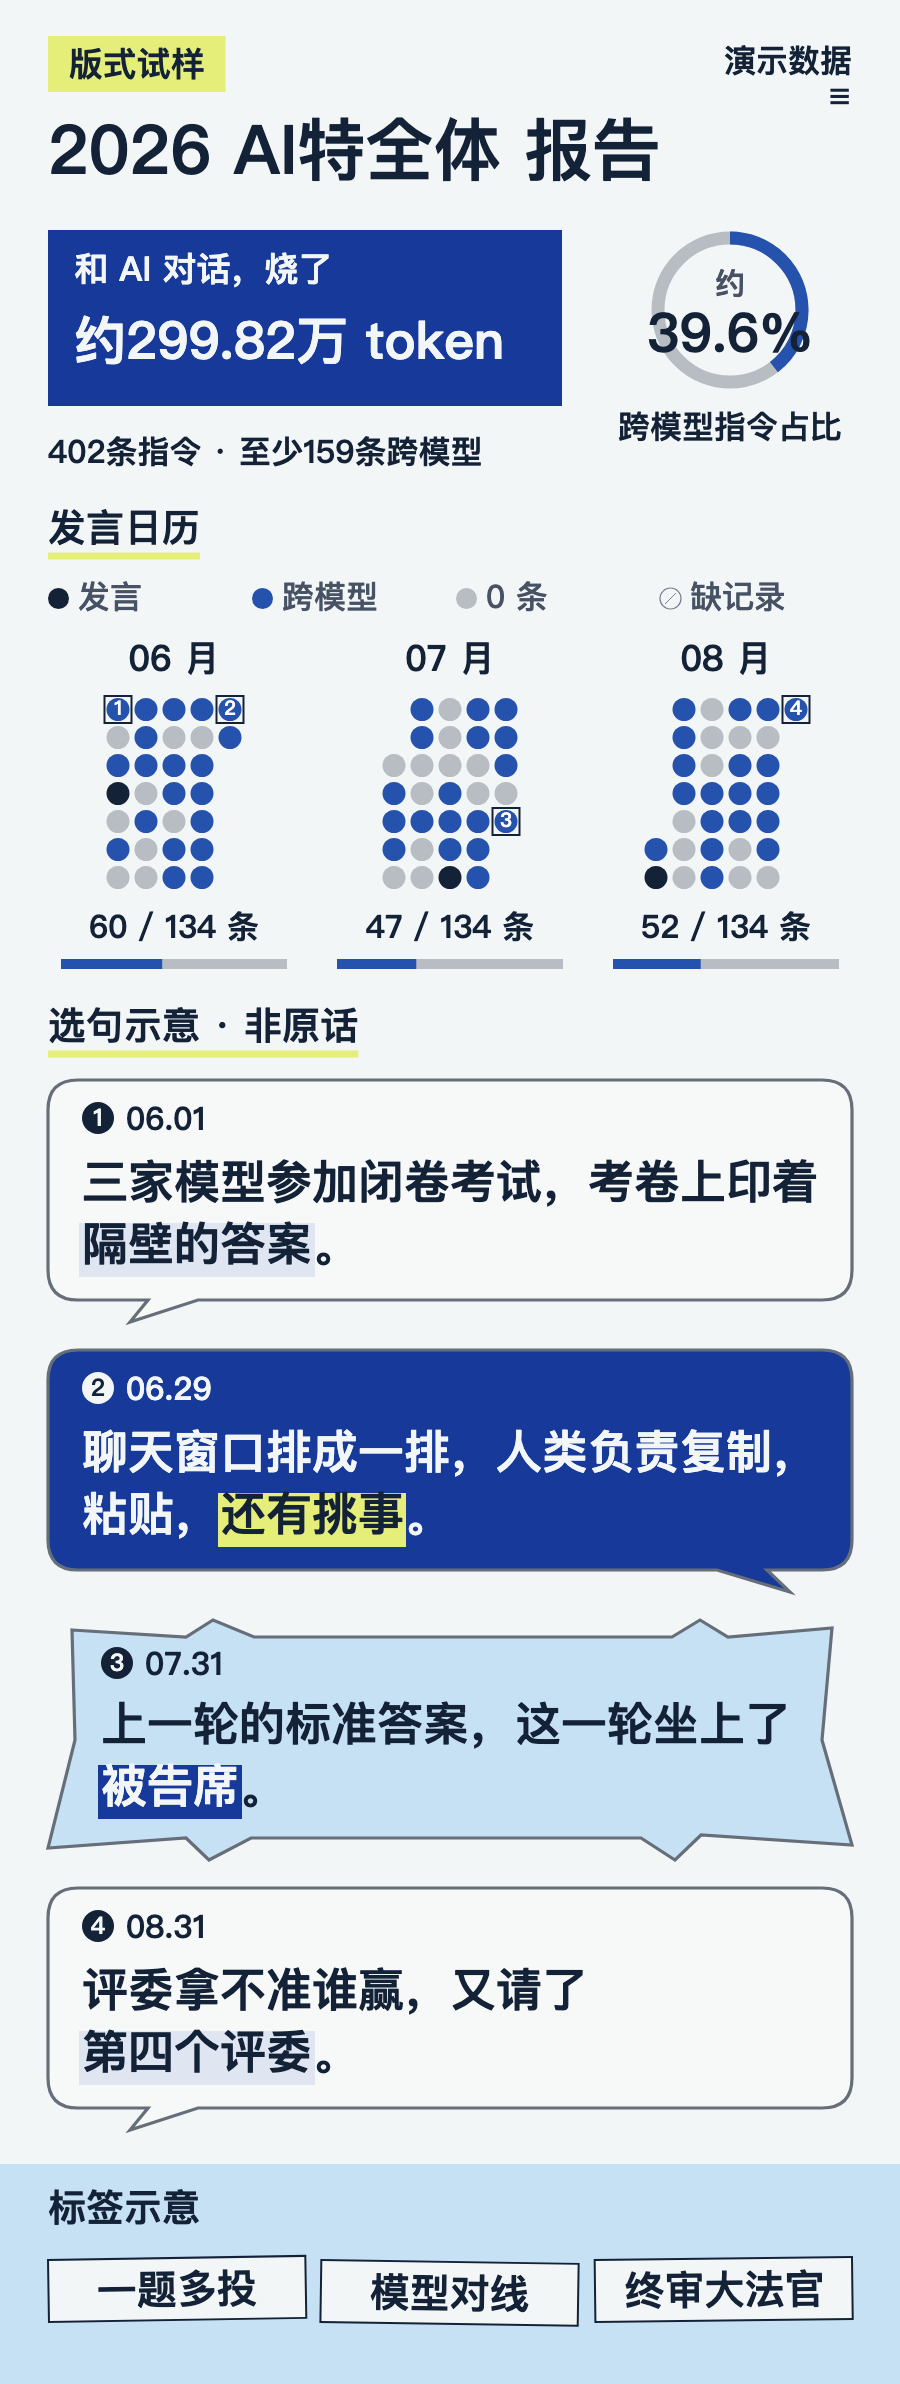 版式试样
演示数据
2026 AI特全体 报告
和 AI 对话，烧了
约299.82万 token
约
39.6%
跨模型指令占比
402条指令 · 至少159条跨模型
发言日历
发言 跨模型 0 条 缺记录
06 月 07 月 08 月
1 2 4
3
60 / 134 条 47 / 134 条 52 / 134 条
选句示意 · 非原话
1 06.01
三家模型参加闭卷考试，考卷上印着
隔壁的答案。
2 06.29
聊天窗口排成一排，人类负责复制，
粘贴，还有挑事。
3 07.31
上一轮的标准答案，这一轮坐上了
被告席。
4 08.31
评委拿不准谁赢，又请了
第四个评委。
标签示意
一题多投 模型对线 终审大法官